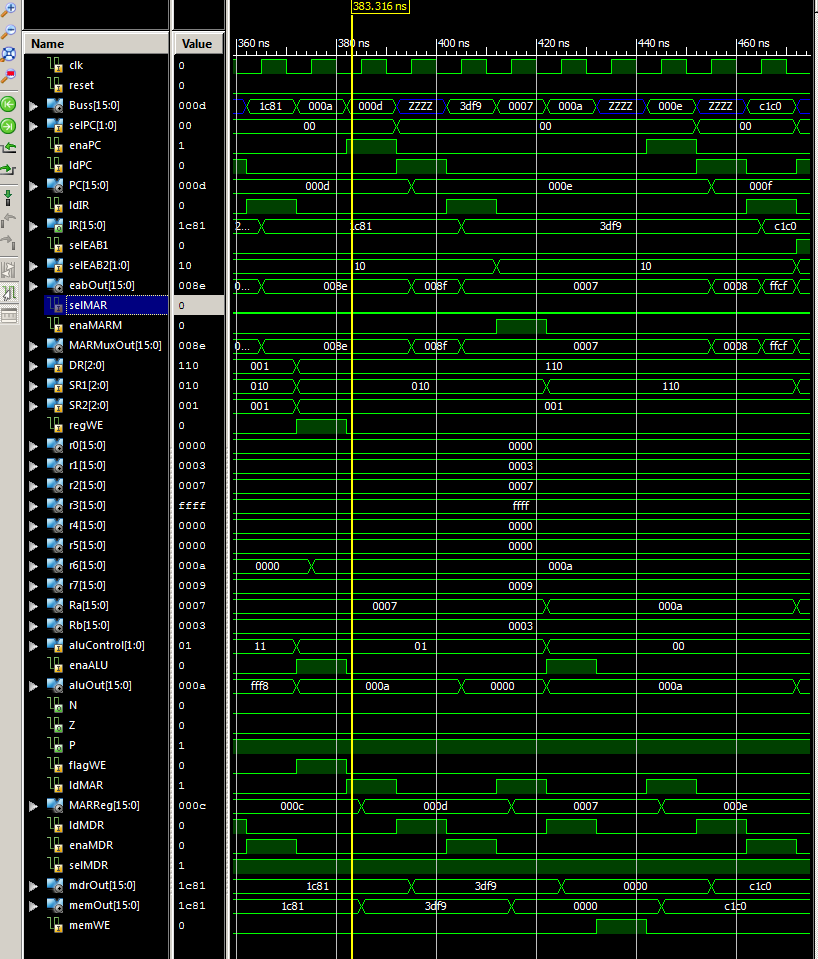 383.316 ns
Name Value 360 ns 380 ns 400 ns 420 ns 440 ns 460 ns
clk 0
reset 0
Buss[15:0] 000d 1c81 000a 000d ZZZZ 3df9 0007 000a ZZZZ 000e ZZZZ c1c0
selPC[1:0] 00 00 00 00
enaPC 1
ldPC 0
PC[15:0] 000d 000d 000e 000f
ldIR 0
IR[15:0] 1c81 2... 1c81 3df9 c1c0
selEAB1 0
selEAB2[1:0] 10 10 10
eabOut[15:0] 008e 0... 008e 008f 0007 0008 ffcf
selMAR 0
enaMARM 0
MARMuxOut[15:0] 008e 0... 008e 008f 0007 0008 ffcf
DR[2:0] 110 001 110
SR1[2:0] 010 010 010 110
SR2[2:0] 001 001 001
regWE 0
r0[15:0] 0000 0000
r1[15:0] 0003 0003
r2[15:0] 0007 0007
r3[15:0] ffff ffff
r4[15:0] 0000 0000
r5[15:0] 0000 0000
r6[15:0] 000a 0000 000a
r7[15:0] 0009 0009
Ra[15:0] 0007 0007 000a
Rb[15:0] 0003 0003
aluControl[1:0] 01 11 01 00
enaALU 0
aluOut[15:0] 000a fff8 000a 0000 000a
N 0
Z 0
P 1
flagWE 0
ldMAR 1
MARReg[15:0] 000c 000c 000d 0007 000e
ldMDR 0
enaMDR 0
selMDR 1
mdrOut[15:0] 1c81 1c81 3df9 0000 c1c0
memOut[15:0] 1c81 1c81 3df9 0000 c1c0
memWE 0